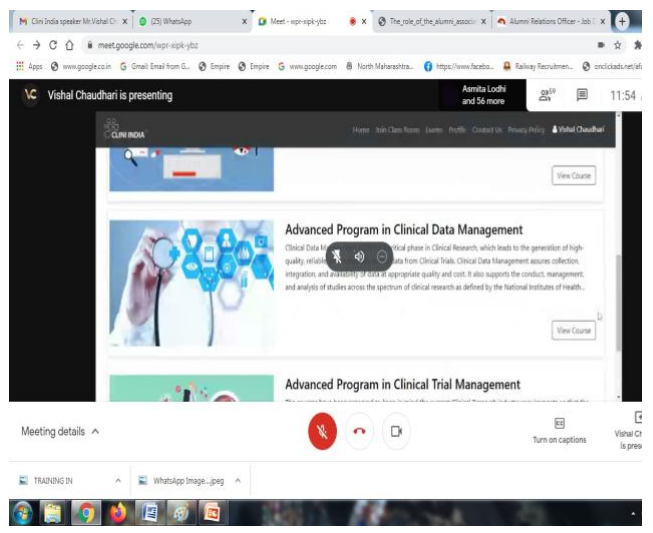 Clini India speaker Mr.Vishal Ch
(25) WhatsApp
Meet - wpr-xipk-ybz
The_role_of_the_alumni_associa
Alumni Relations Officer - Job D
meet.google.com/wpr-xipk-ybz
Apps www.google.co.in Gmail: Email from G... Empire Empire www.google.com North Maharashtra... https://www.facebo... Railway Recruitmen... onclickads.net/af
VC Vishal Chaudhari is presenting
Asmita Lodhi
and 56 more
59
11:54
CLINI INDIA
Home Join Class Room Exams Profile Contact Us Privacy Policy Vishal Chaudhari
View Course
Advanced Program in Clinical Data Management
Clinical Data M critical phase in Clinical Research, which leads to the generation of high-
quality, reliable data from Clinical Trials. Clinical Data Management assures collection,
integration, and availability of data at appropriate quality and cost. It also supports the conduct, management,
and analysis of studies across the spectrum of clinical research as defined by the National Institutes of Health...
View Course
Advanced Program in Clinical Trial Management
Meeting details
Turn on captions
Vishal Ch
is prese
TRAINING IN
WhatsApp Image...jpeg